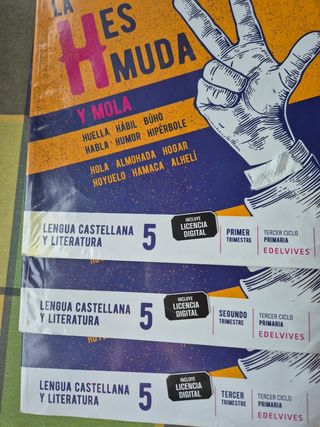 LA
H ES
MUDA
Y MOLA
HUELLA HÁBIL BÚHO
HABLA HUMOR HIPÉRBOLE
HOLA ALMOHADA HOGAR
HOYUELO HAMACA ALHELÍ
LENGUA CASTELLANA
Y LITERATURA
5
INCLUYE
LICENCIA
DIGITAL
PRIMER
TRIMESTRE
TERCER CICLO
PRIMARIA
EDELVIVES
LENGUA CASTELLANA
Y LITERATURA
5
INCLUYE
LICENCIA
DIGITAL
SEGUNDO
TRIMESTRE
TERCER CICLO
PRIMARIA
EDELVIVES
LENGUA CASTELLANA
Y LITERATURA
5
INCLUYE
LICENCIA
DIGITAL
TERCER
TRIMESTRE
TERCER CICLO
PRIMARIA
EDELVIVES